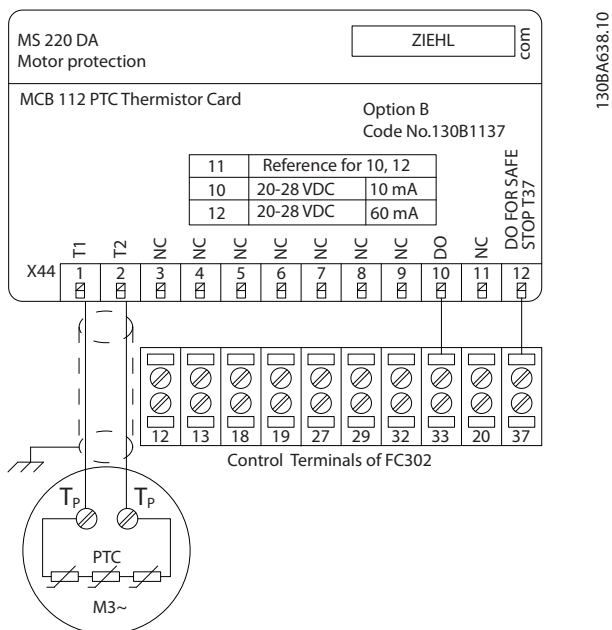 MS 220 DA
Motor protection
ZIEHL
com
130BA638.10
MCB 112 PTC Thermistor Card
Option B
Code No.130B1137
11 Reference for 10, 12
10 20-28 VDC 10 mA
12 20-28 VDC 60 mA
T1 T2 NC NC NC NC NC NC NC DO NC DO FOR SAFE
STOP T37
X44 1 2 3 4 5 6 7 8 9 10 11 12
12 13 18 19 27 29 32 33 20 37
Control Terminals of FC302
TP TP
PTC
M3~